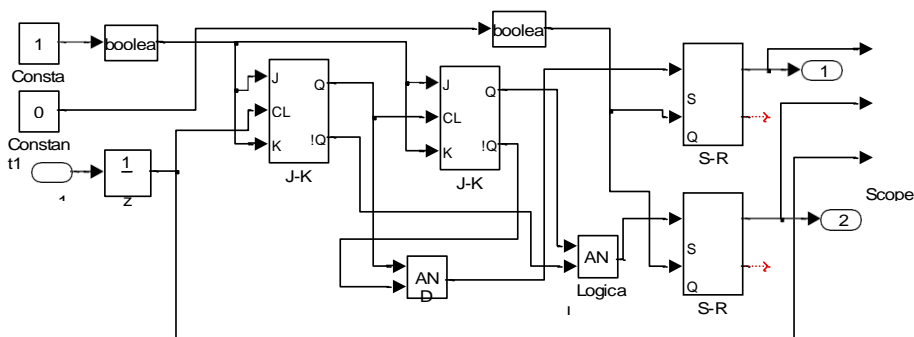 1
boolea
Consta
0
Constan
t1
1
z
J
CL
K
Q
!Q
J-K
J
CL
K
Q
!Q
J-K
boolea
AN
D
AN
Logica
S
Q
S-R
S
Q
S-R
1
2
Scope